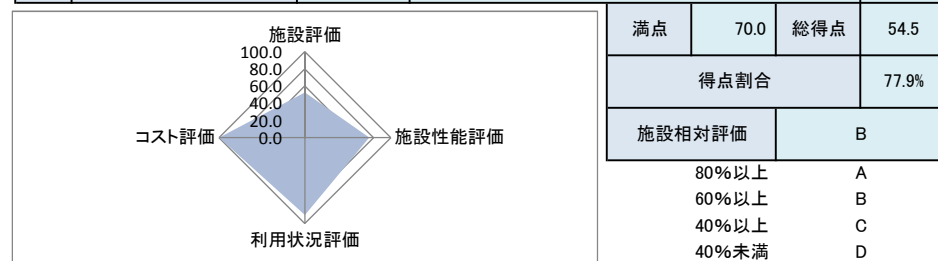 施設評価
100.0
80.0
60.0
40.0
20.0
0.0
コスト評価
施設性能評価
利用状況評価
満点 70.0 総得点 54.5
得点割合 77.9%
施設相対評価 B
80%以上 A
60%以上 B
40%以上 C
40%未満 D